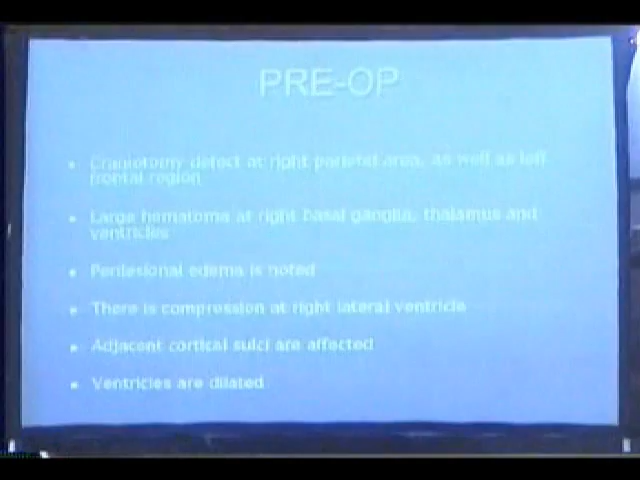 PRE-OP
Craniotomy defect at right parietal area, as well as left
frontal region
Large hematoma at right basal ganglia, thalamus and
ventricles
Perilesional edema is noted
There is compression at right lateral ventricle
Adjacent cortical sulci are affected
Ventricles are dilated